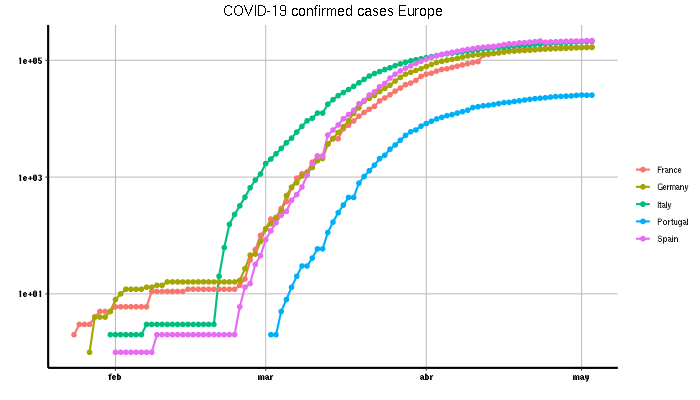 COVID-19 confirmed cases Europe
1e+05
1e+03
1e+01
feb mar abr may
France
Germany
Italy
Portugal
Spain